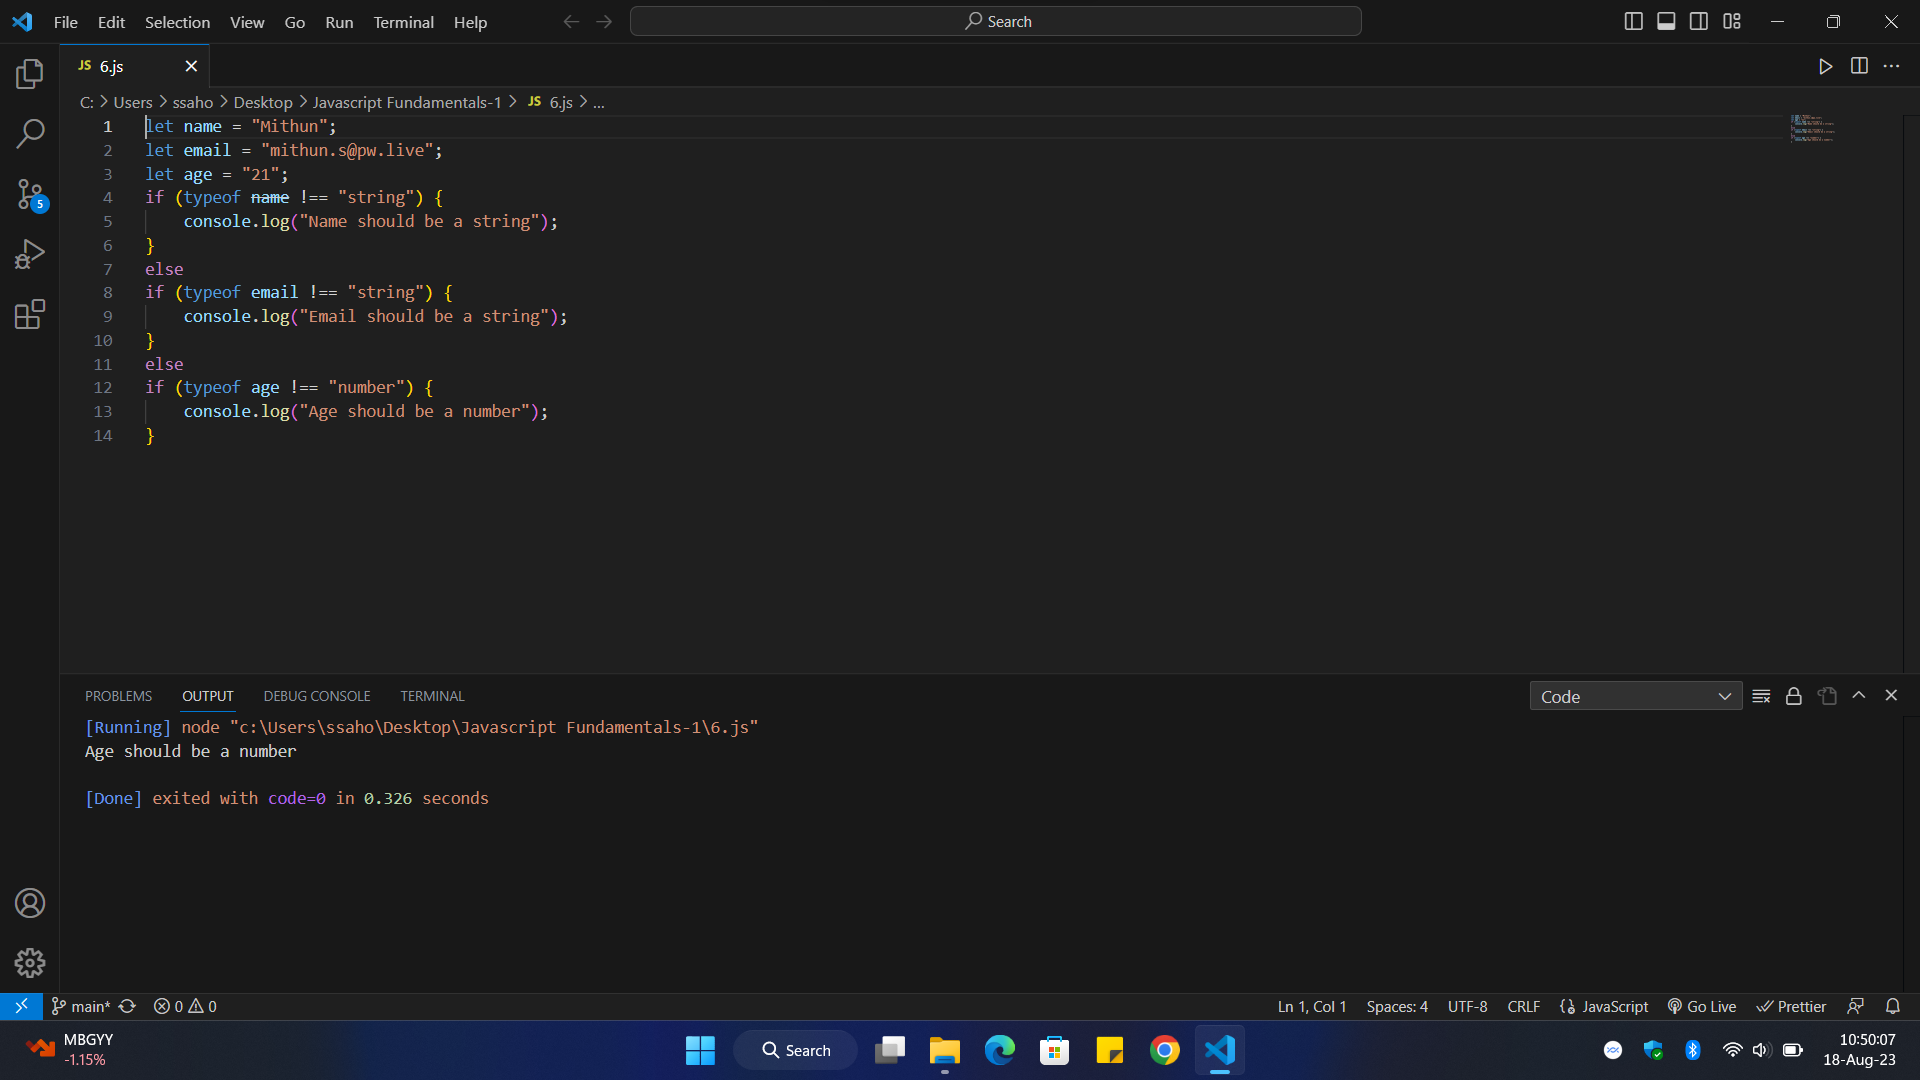 File Edit Selection View Go Run Terminal Help
Search
JS 6.js
C: > Users > ssaho > Desktop > Javascript Fundamentals-1 > JS 6.js > ...
1 let name = "Mithun";
2 let email = "mithun.s@pw.live";
3 let age = "21";
4 if (typeof name !== "string") {
5 console.log("Name should be a string");
6 }
7 else
8 if (typeof email !== "string") {
9 console.log("Email should be a string");
10 }
11 else
12 if (typeof age !== "number") {
13 console.log("Age should be a number");
14 }
5
PROBLEMS OUTPUT DEBUG CONSOLE TERMINAL
Code
[Running] node "c:\Users\ssaho\Desktop\Javascript Fundamentals-1\6.js"
Age should be a number
[Done] exited with code=0 in 0.326 seconds
main* 0 0
Ln 1, Col 1 Spaces: 4 UTF-8 CRLF JavaScript Go Live Prettier
MBGYY
-1.15%
Search
10:50:07
18-Aug-23